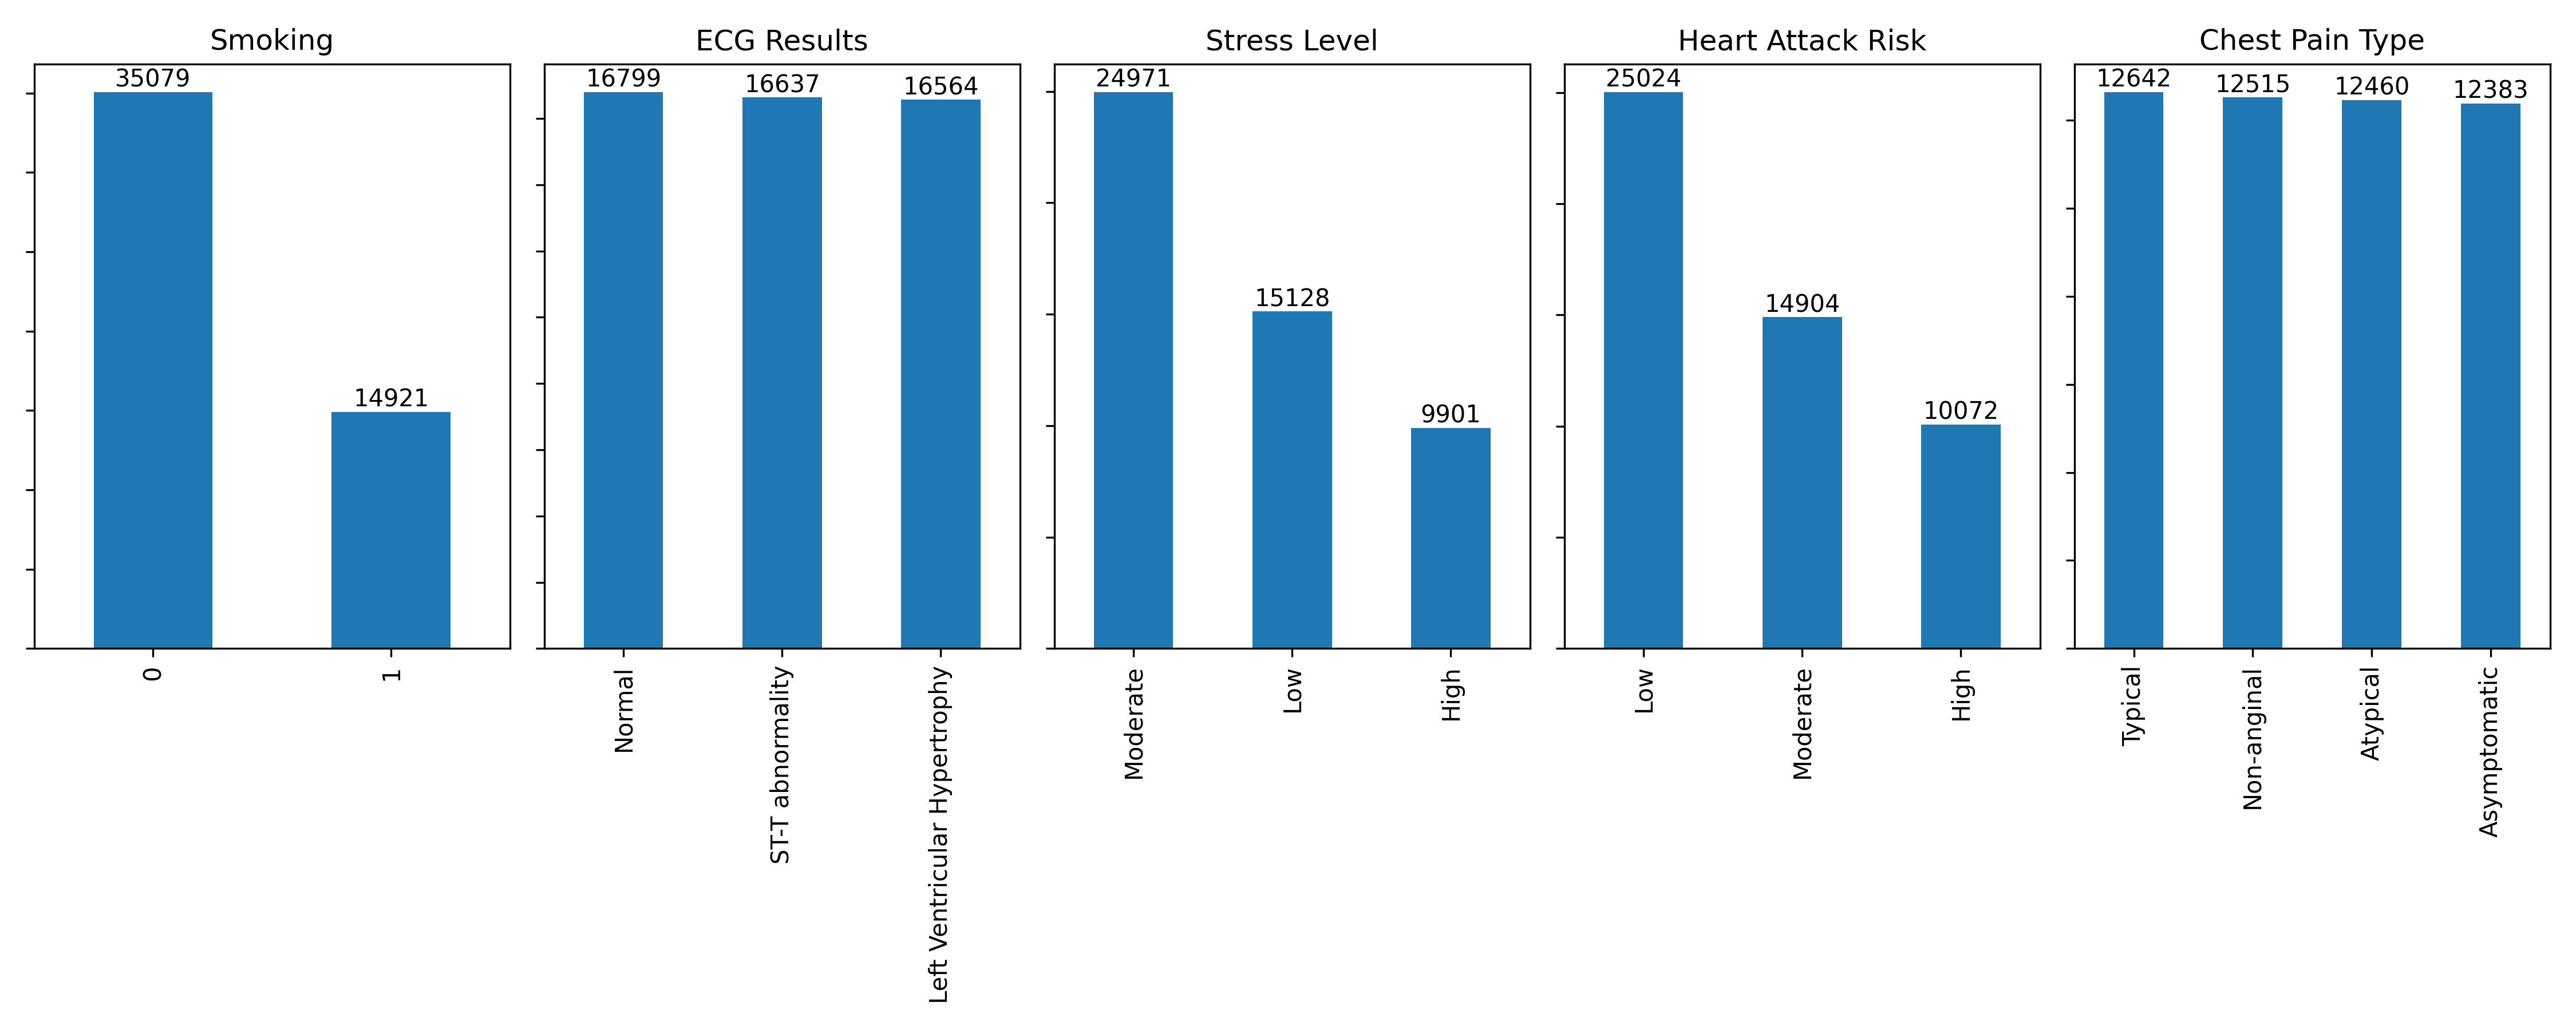 Smoking
35079
14921
0
1
ECG Results
16799
16637
16564
Normal
ST-T abnormality
Left Ventricular Hypertrophy
Stress Level
24971
15128
9901
Moderate
Low
High
Heart Attack Risk
25024
14904
10072
Low
Moderate
High
Chest Pain Type
12642
12515
12460
12383
Typical
Non-anginal
Atypical
Asymptomatic